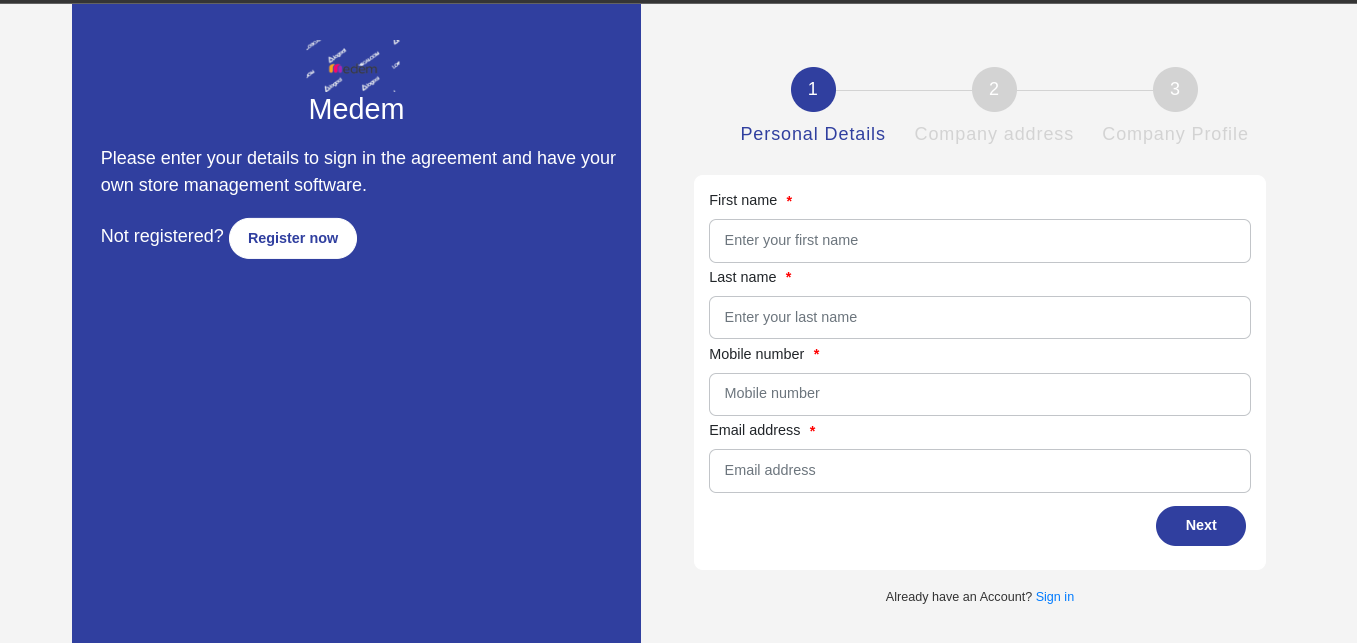 Medem
Please enter your details to sign in the agreement and have your
own store management software.
Not registered? Register now
1
2
3
Personal Details
Company address
Company Profile
First name *
Enter your first name
Last name *
Enter your last name
Mobile number *
Mobile number
Email address *
Email address
Next
Already have an Account? Sign in